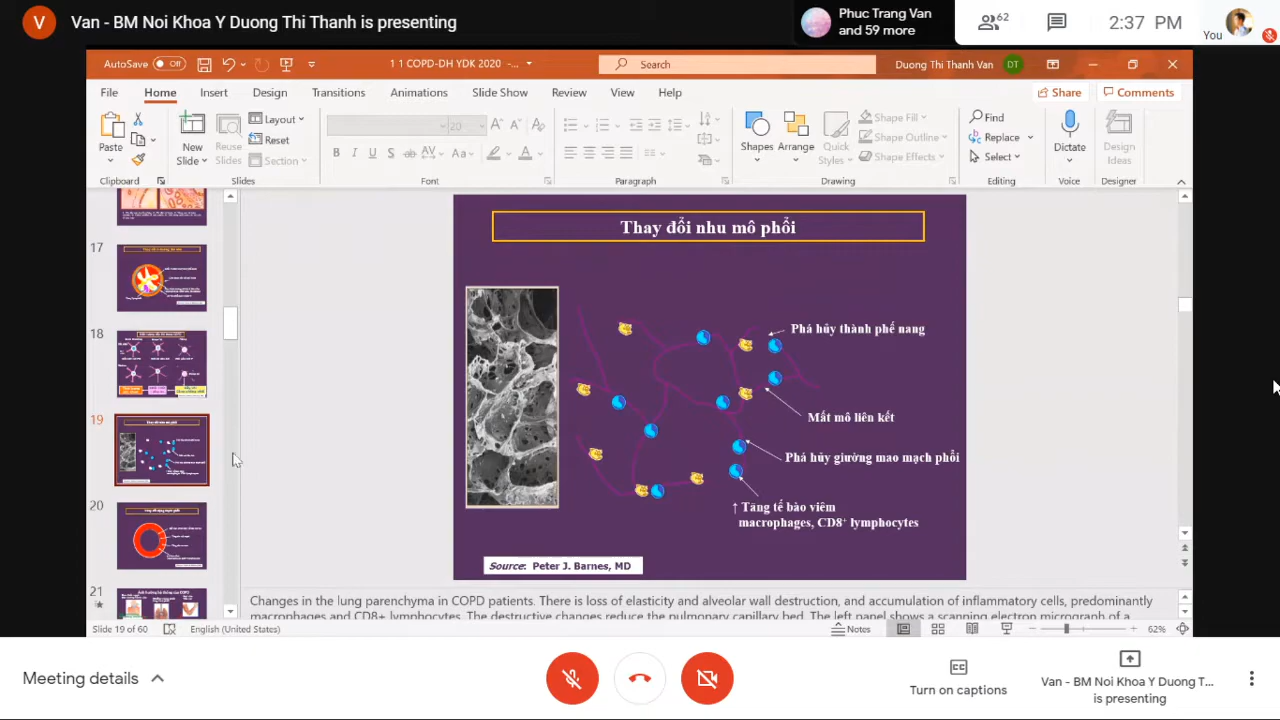 V
Van - BM Noi Khoa Y Duong Thi Thanh is presenting
Phuc Trang Van
and 59 more
62
2:37 PM
You
AutoSave Off
1 1 COPD-DH YDK 2020 -...
Search
Duong Thi Thanh Van
DT
File Home Insert Design Transitions Animations Slide Show Review View Help
Share
Comments
Paste
New
Slide
Reuse
Slides
Layout
Reset
Section
20
Shapes
Arrange
Quick
Styles
Shape Fill
Shape Outline
Shape Effects
Find
Replace
Select
Dictate
Design
Ideas
Clipboard
Slides
Font
Paragraph
Drawing
Editing
Voice
Designer
17
18
19
20
21
Thay đổi nhu mô phổi
Phá hủy thành phế nang
Mất mô liên kết
Phá hủy giường mao mạch phổi
↑ Tăng tế bào viêm
macrophages, CD8⁺ lymphocytes
Source: Peter J. Barnes, MD
Changes in the lung parenchyma in COPD patients. There is loss of elasticity and alveolar wall destruction, and accumulation of inflammatory cells, predominantly
macrophages and CD8+ lymphocytes. The destructive changes reduce the pulmonary capillary bed. The left panel shows a scanning electron micrograph of a
Slide 19 of 60
English (United States)
Notes
62%
Meeting details
Turn on captions
Van - BM Noi Khoa Y Duong T...
is presenting